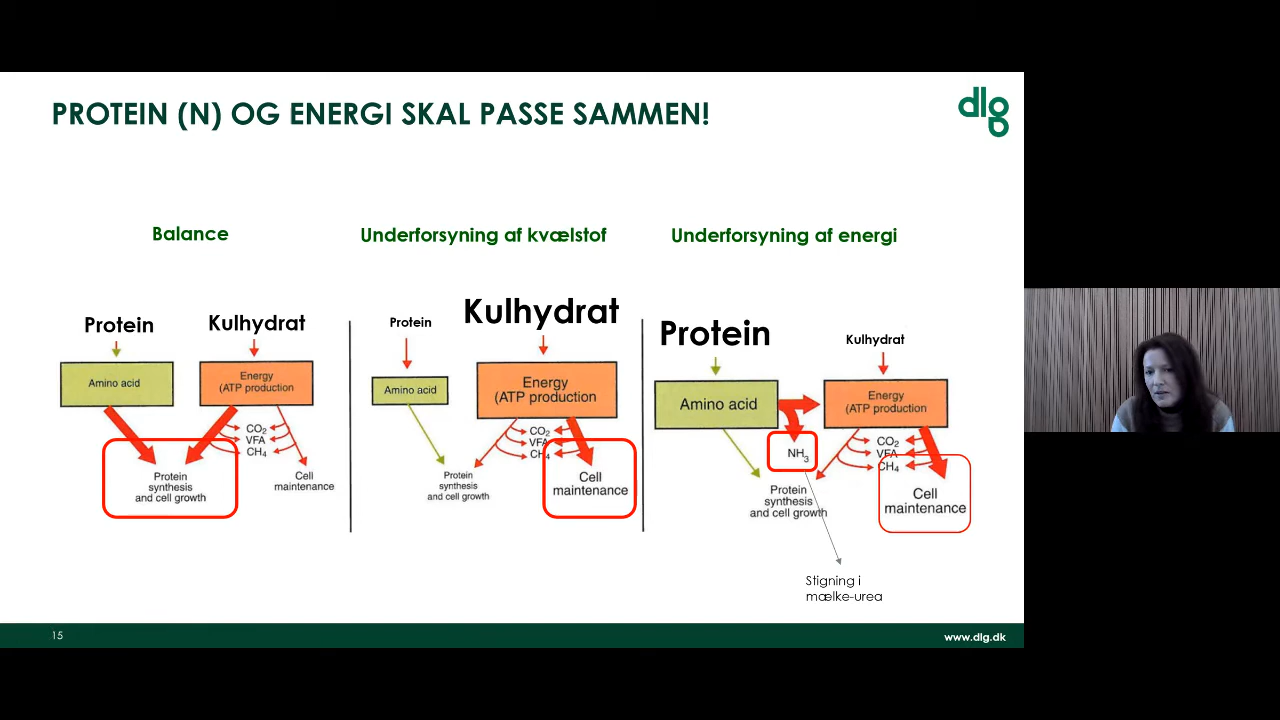 PROTEIN (N) OG ENERGI SKAL PASSE SAMMEN!
dlg
Balance
Protein
Kulhydrat
Amino acid
Energy
(ATP production
CO2
VFA
CH4
Protein
synthesis
and cell growth
Cell
maintenance
Underforsyning af kvælstof
Protein
Kulhydrat
Amino acid
Energy
(ATP production
CO2
VFA
CH4
Protein
synthesis
and cell growth
Cell
maintenance
Underforsyning af energi
Protein
Kulhydrat
Amino acid
Energy
(ATP production
NH3
CO2
VFA
CH4
Protein
synthesis
and cell growth
Cell
maintenance
Stigning i
mælke-urea
15
www.dlg.dk